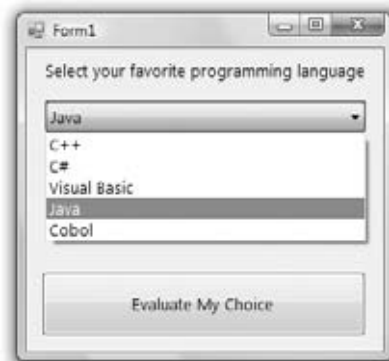 Form1
Select your favorite programming language
Java
C++
C#
Visual Basic
Java
Cobol
Evaluate My Choice